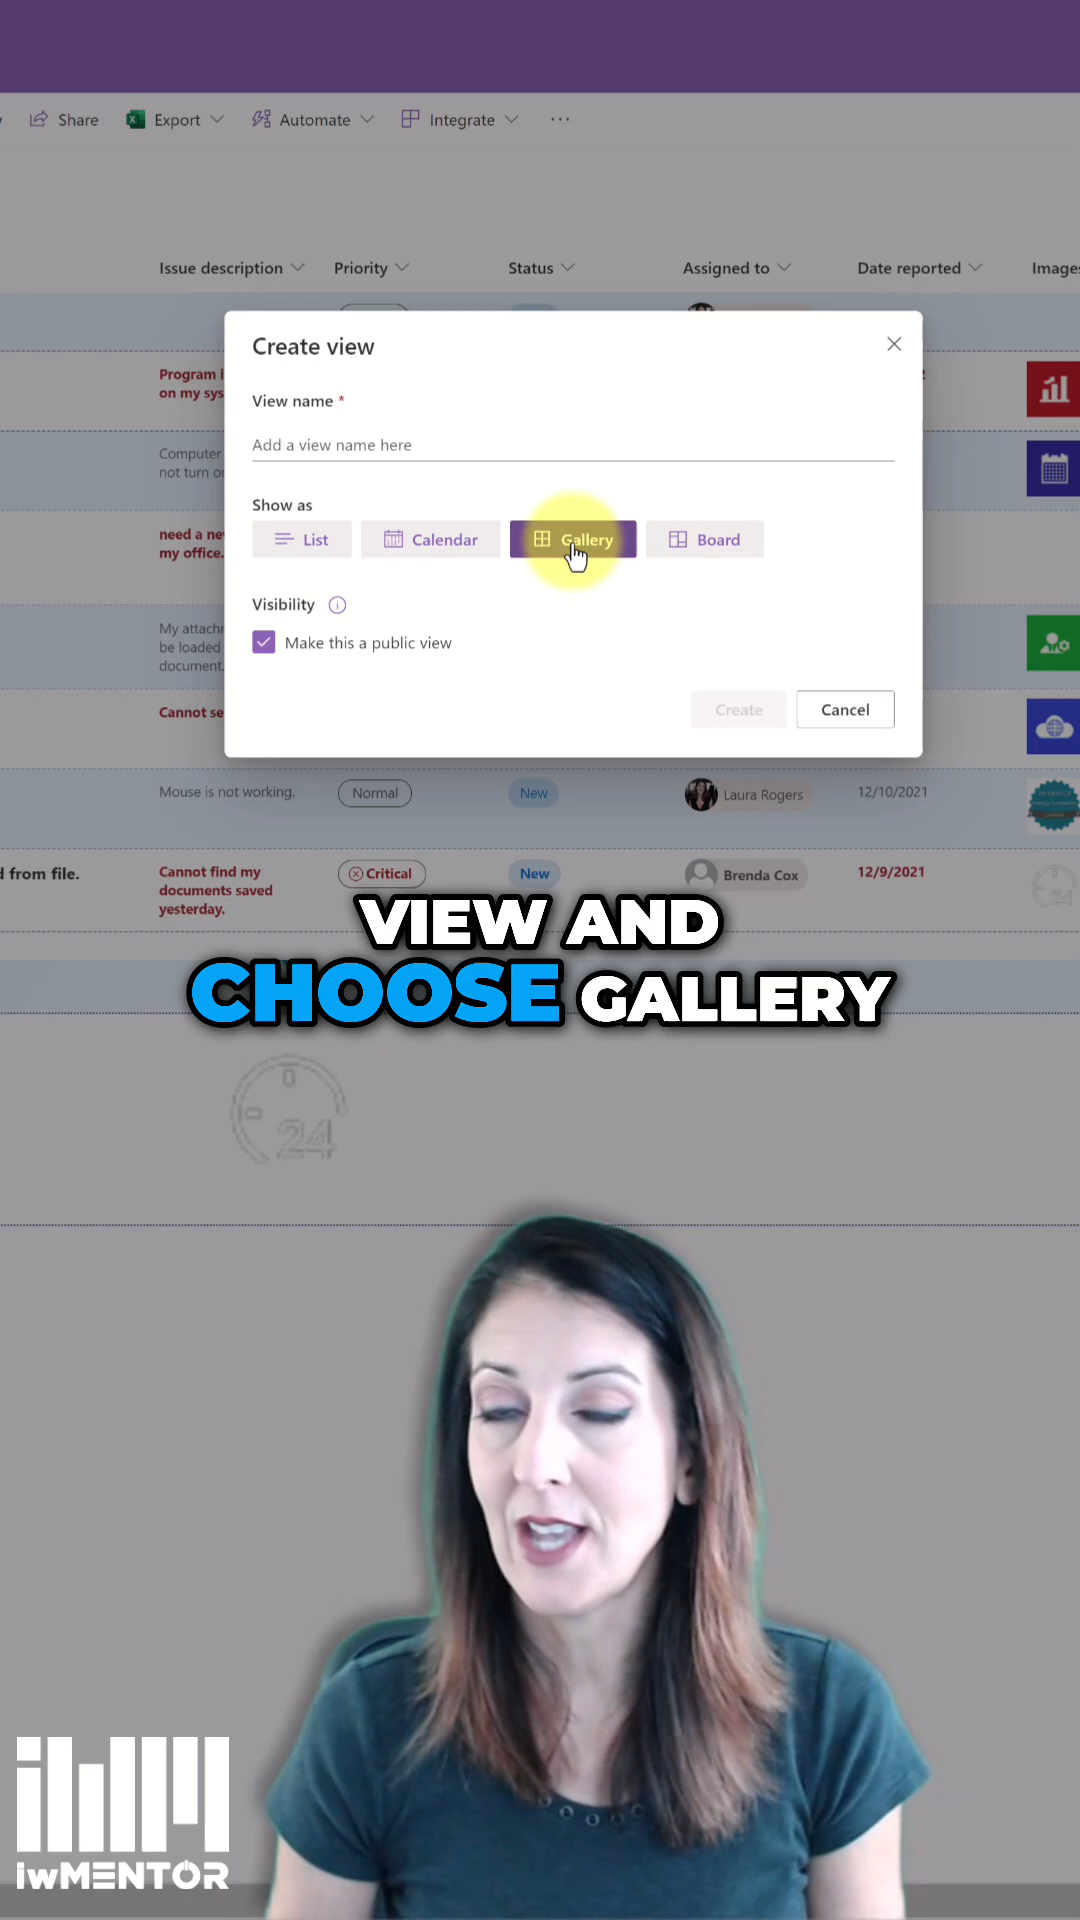 Share Export Automate Integrate ...
Issue description Priority Status Assigned to Date reported Images
Create view
Program i
on my sys
View name *
Computer
not turn o
Add a view name here
Show as
need a ne
my office.
List Calendar Gallery Board
Visibility
My attach
be loaded
document.
Make this a public view
Cannot se
Create Cancel
Mouse is not working. Normal New Laura Rogers 12/10/2021
d from file. Cannot find my
documents saved
yesterday.
Critical New Brenda Cox 12/9/2021
VIEW AND
CHOOSE GALLERY
0
24
iwMENTOR